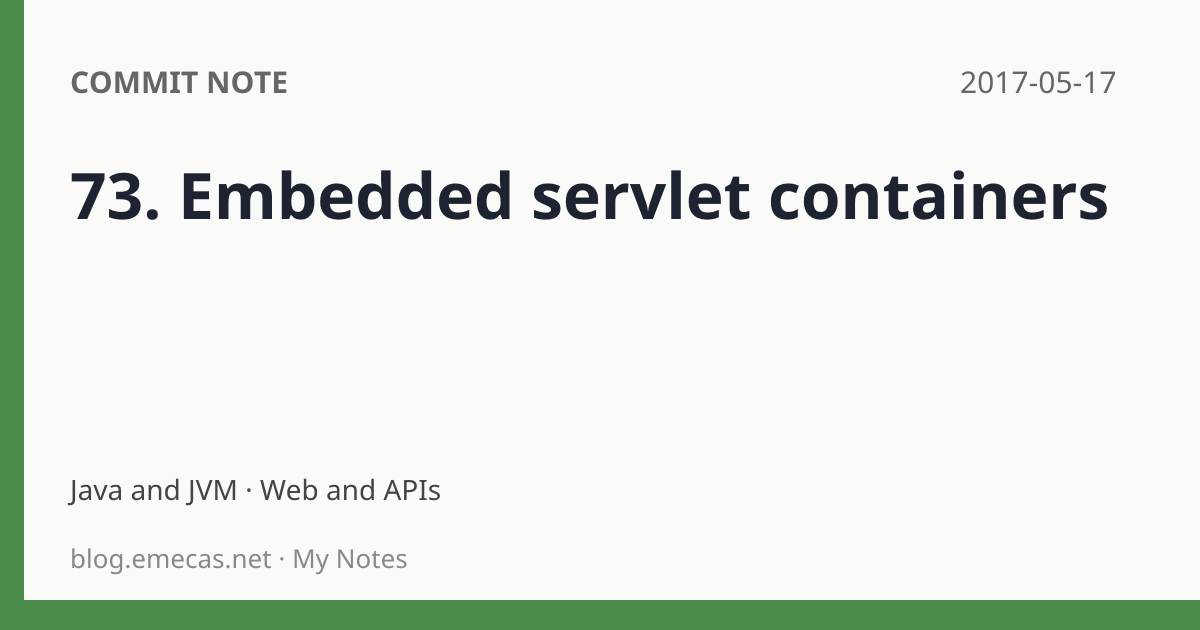 COMMIT NOTE
2017-05-17
73. Embedded servlet containers
Java and JVM · Web and APIs
blog.emecas.net · My Notes